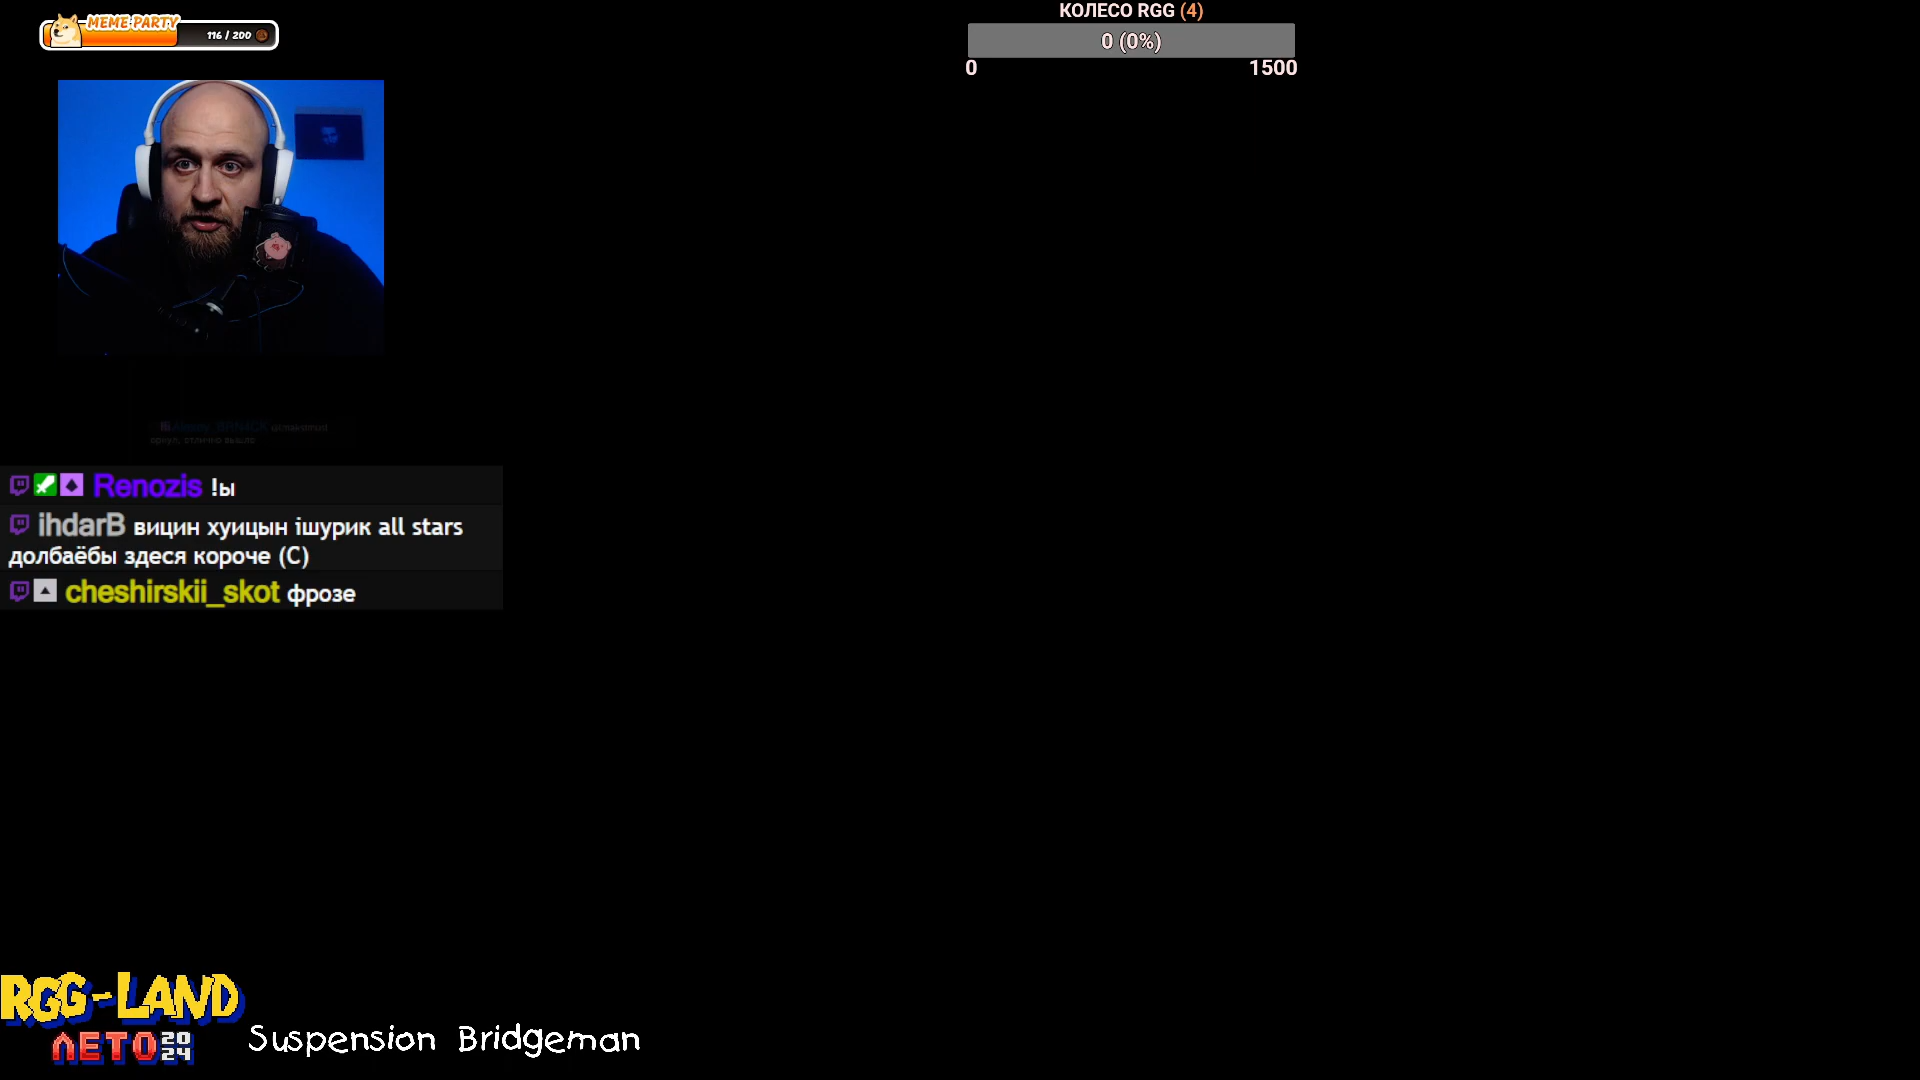 MEME PARTY
116 / 200
КОЛЕСО RGG (4)
0 (0%)
0 1500
Renozis !ы
ihdarB вицин хуицын iшурик all stars
долбаёбы здеся короче (С)
cheshirskii_skot фрозе
RGG-LAND
ЛЕТО 2024
Suspension Bridgeman